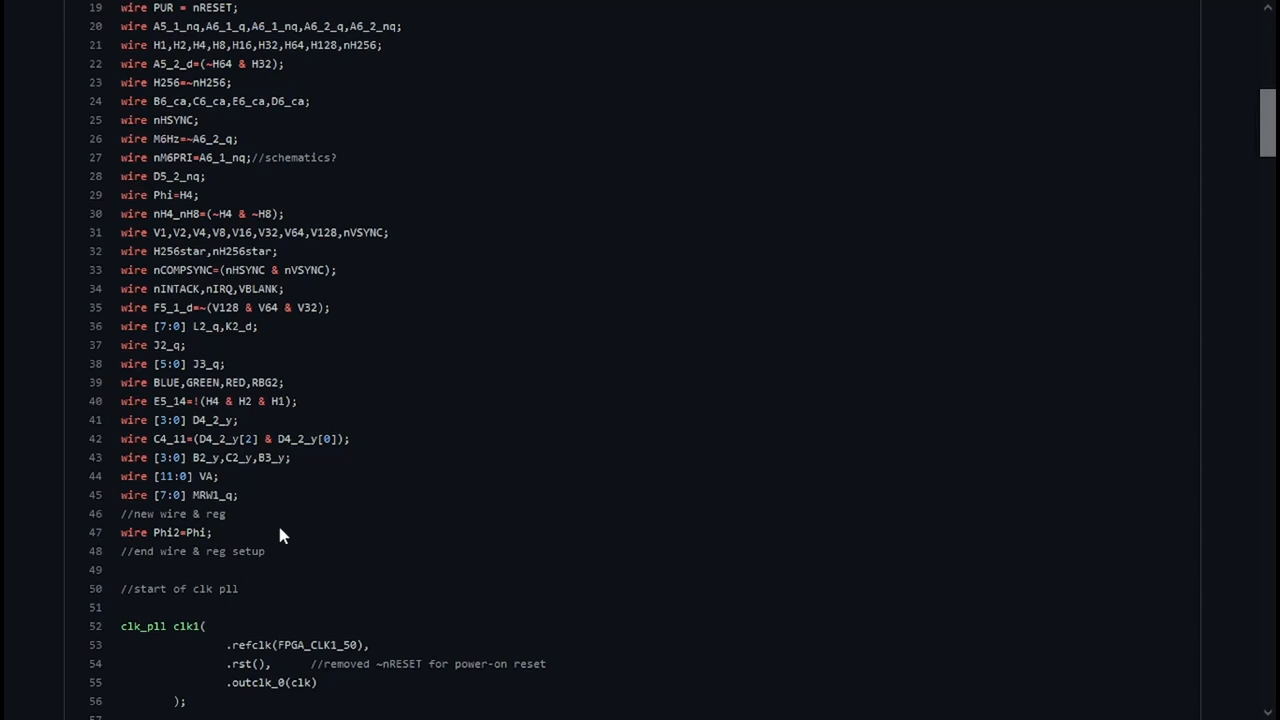 19 wire PUR = nRESET;
20 wire A5_1_nq,A6_1_q,A6_1_nq,A6_2_q,A6_2_nq;
21 wire H1,H2,H4,H8,H16,H32,H64,H128,nH256;
22 wire A5_2_d=(~H64 & H32);
23 wire H256=~nH256;
24 wire B6_ca,C6_ca,E6_ca,D6_ca;
25 wire nHSYNC;
26 wire M6Hz=~A6_2_q;
27 wire nM6PRI=A6_1_nq;//schematics?
28 wire D5_2_nq;
29 wire Phi=H4;
30 wire nH4_nH8=(~H4 & ~H8);
31 wire V1,V2,V4,V8,V16,V32,V64,V128,nVSYNC;
32 wire H256star,nH256star;
33 wire nCOMPSYNC=(nHSYNC & nVSYNC);
34 wire nINTACK,nIRQ,VBLANK;
35 wire F5_1_d=~(V128 & V64 & V32);
36 wire [7:0] L2_q,K2_d;
37 wire J2_q;
38 wire [5:0] J3_q;
39 wire BLUE,GREEN,RED,RBG2;
40 wire E5_14=!(H4 & H2 & H1);
41 wire [3:0] D4_2_y;
42 wire C4_11=(D4_2_y[2] & D4_2_y[0]);
43 wire [3:0] B2_y,C2_y,B3_y;
44 wire [11:0] VA;
45 wire [7:0] MRW1_q;
46 //new wire & reg
47 wire Phi2=Phi;
48 //end wire & reg setup
49
50 //start of clk pll
51
52 clk_pll clk1(
53 .refclk(FPGA_CLK1_50),
54 .rst(), //removed ~nRESET for power-on reset
55 .outclk_0(clk)
56 );